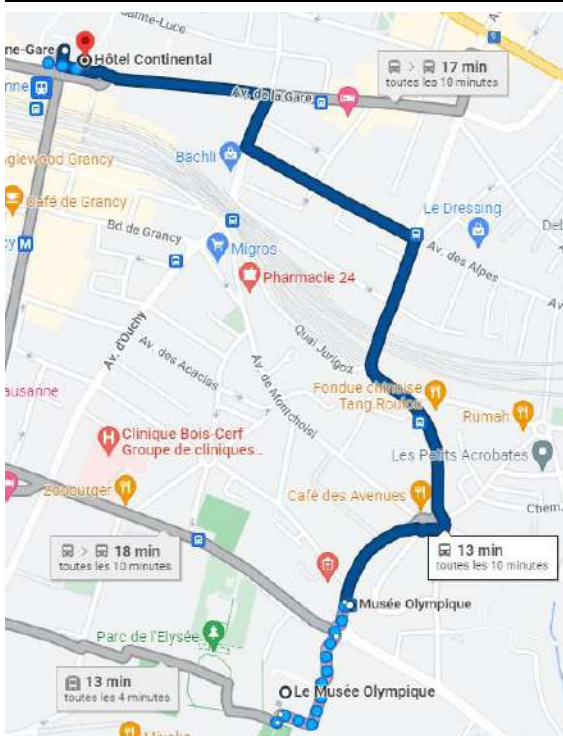 Sainte-Luce
ne-Gare
Hôtel Continental
17 min
toutes les 10 minutes
nne
Av. de la Gare
Bächli
nglewood Grancy
Café de Grancy
Le Dressing
Bd de Grancy
Migros
Av. des Alpes
Pharmacie 24
Av. d'Ouchy
Quai Jurigoz
Av. des Acacias
Av. de Montchoisi
Fondue chinoise
Tang Roulou
Rumah
ausanne
Clinique Bois-Cerf
Groupe de cliniques...
Les Petits Acrobates
Zooburger
Café des Avenues
Chem.
18 min
toutes les 10 minutes
13 min
toutes les 10 minutes
Musée Olympique
Parc de l'Elysée
13 min
toutes les 4 minutes
Le Musée Olympique